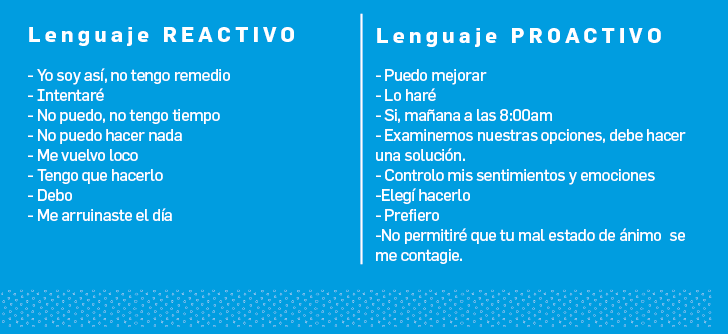 Lenguaje REACTIVO
- Yo soy así, no tengo remedio
- Intentaré
- No puedo, no tengo tiempo
- No puedo hacer nada
- Me vuelvo loco
- Tengo que hacerlo
- Debo
- Me arruinaste el día
Lenguaje PROACTIVO
- Puedo mejorar
- Lo haré
- Si, mañana a las 8:00am
- Examinemos nuestras opciones, debe hacer
una solución.
- Controlo mis sentimientos y emociones
-Elegí hacerlo
- Prefiero
-No permitiré que tu mal estado de ánimo se
me contagie.